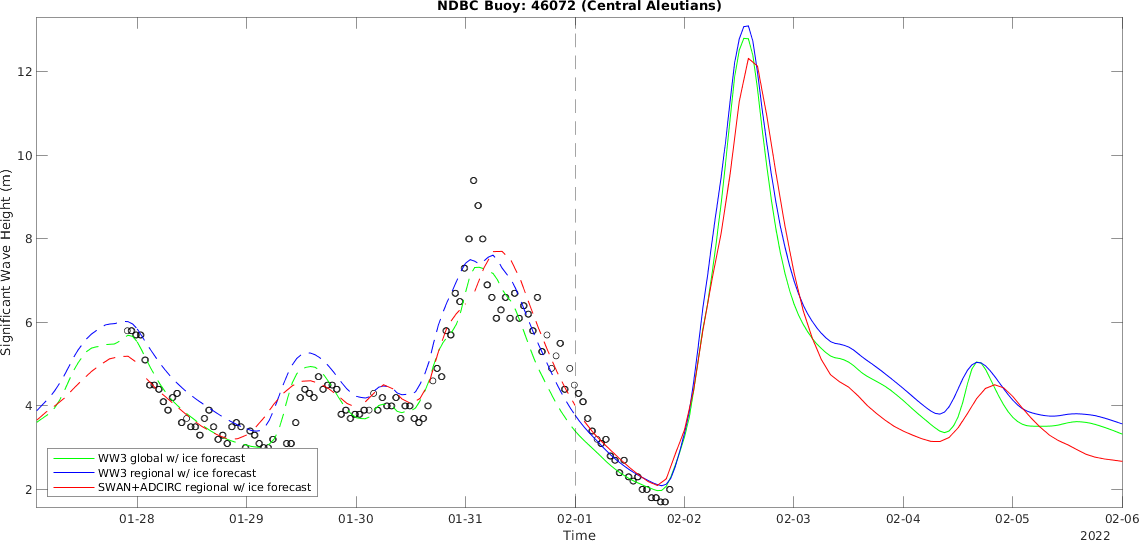 NDBC Buoy: 46072 (Central Aleutians)
Significant Wave Height (m)
12
10
8
6
4
2
WW3 global w/ ice forecast
WW3 regional w/ ice forecast
SWAN+ADCIRC regional w/ ice forecast
01-28 01-29 01-30 01-31 02-01 02-02 02-03 02-04 02-05 02-06
Time
2022